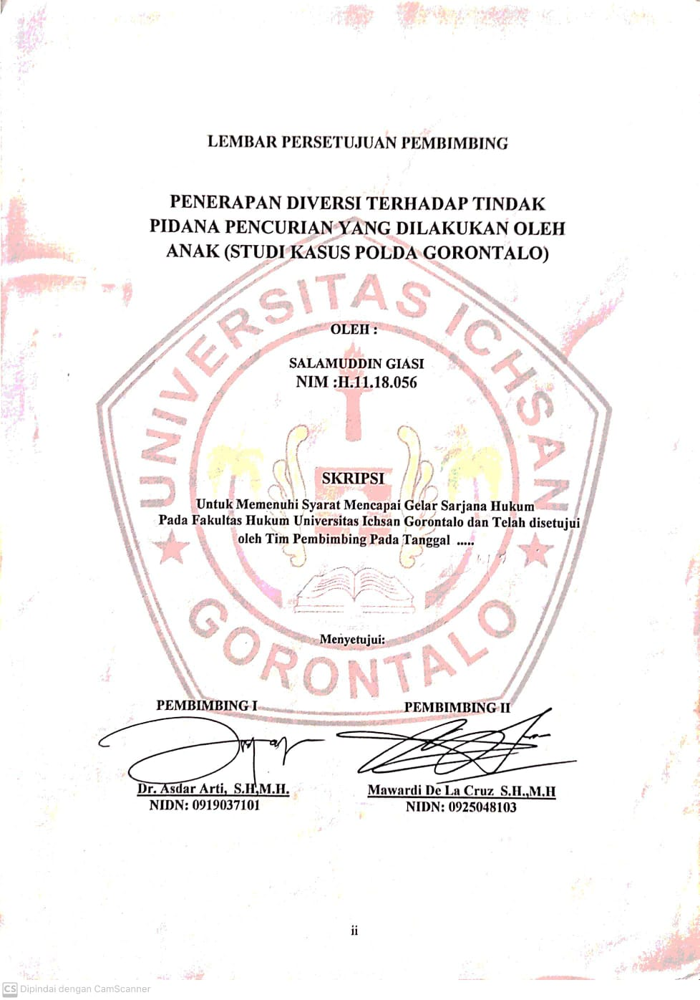 LEMBAR PERSETUJUAN PEMBIMBING
PENERAPAN DIVERSI TERHADAP TINDAK
PIDANA PENCURIAN YANG DILAKUKAN OLEH
ANAK (STUDI KASUS POLDA GORONTALO)
UNIVERSITAS ICHSAN
OLEH :
SALAMUDDIN GIASI
NIM :H.11.18.056
SKRIPSI
Untuk Memenuhi Syarat Mencapai Gelar Sarjana Hukum
Pada Fakultas Hukum Universitas Ichsan Gorontalo dan Telah disetujui
oleh Tim Pembimbing Pada Tanggal .....
GORONTALO
Menyetujui:
PEMBIMBING I
PEMBIMBING II
Dr. Asdar Arti, S.H,M.H.
NIDN: 0919037101
Mawardi De La Cruz S.H.,M.H
NIDN: 0925048103
ii
CS Dipindai dengan CamScanner